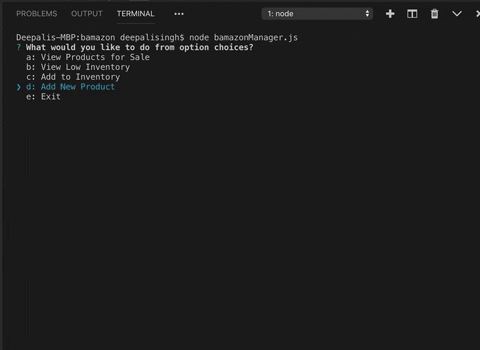 PROBLEMS OUTPUT TERMINAL ••• 1: node
Deepalis-MBP:bamazon deepalisingh$ node bamazonManager.js
? What would you like to do from option choices?
a: View Products for Sale
b: View Low Inventory
c: Add to Inventory
❯ d: Add New Product
e: Exit